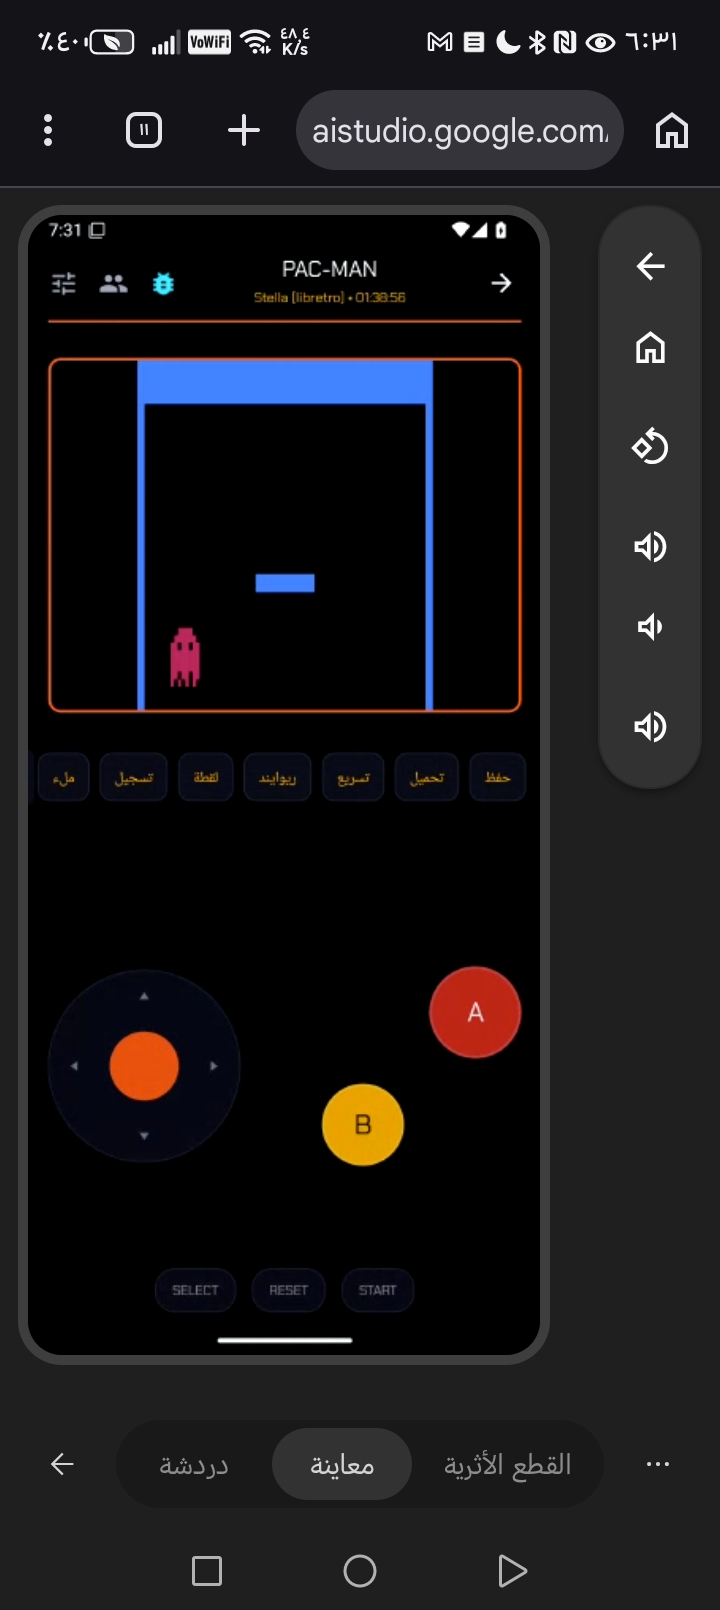 ٪٤٠ VoWiFi ٤٨,٤ K/s N ٦:٣١
١١ aistudio.google.com/
7:31
PAC-MAN
Stella [libretro] • 01:38:56
حفظ تحميل تسريع ريوايند لقطة تسجيل ملء
A
B
SELECT RESET START
القطع الأثرية معاينة دردشة